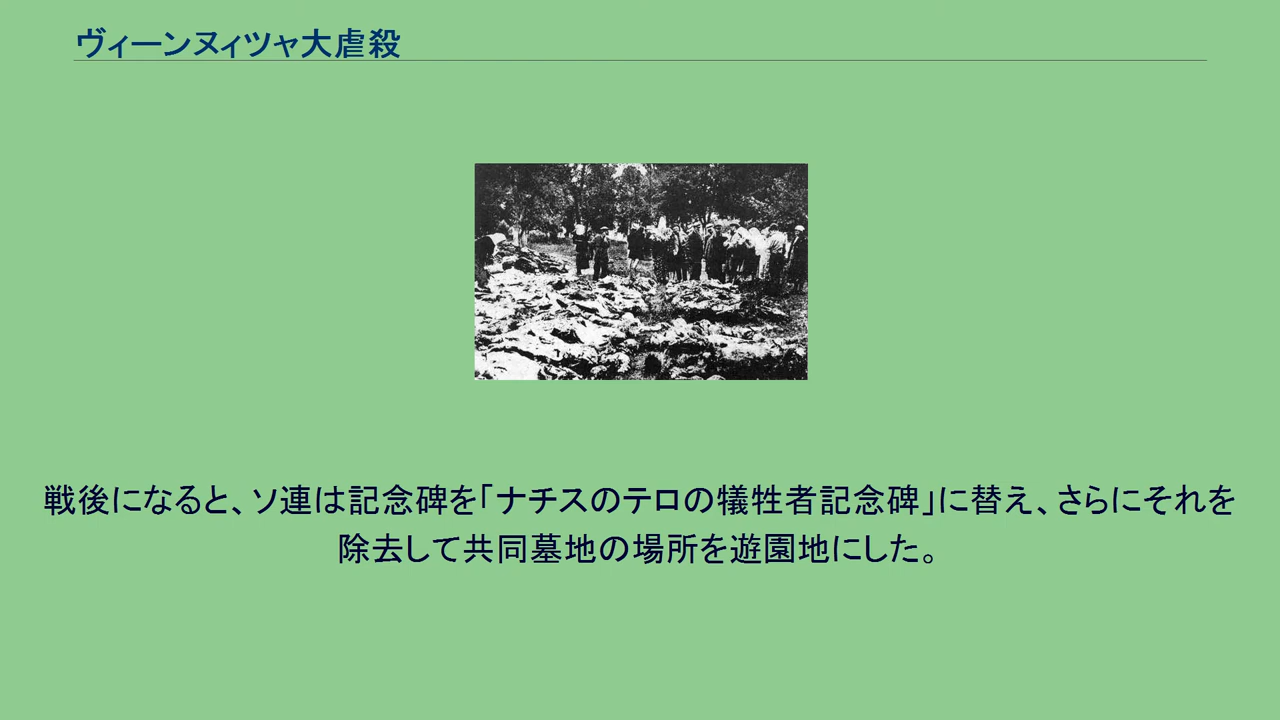 ヴィーンヌィツャ大虐殺
戦後になると、ソ連は記念碑を「ナチスのテロの犠牲者記念碑」に替え、さらにそれを
除去して共同墓地の場所を遊園地にした。